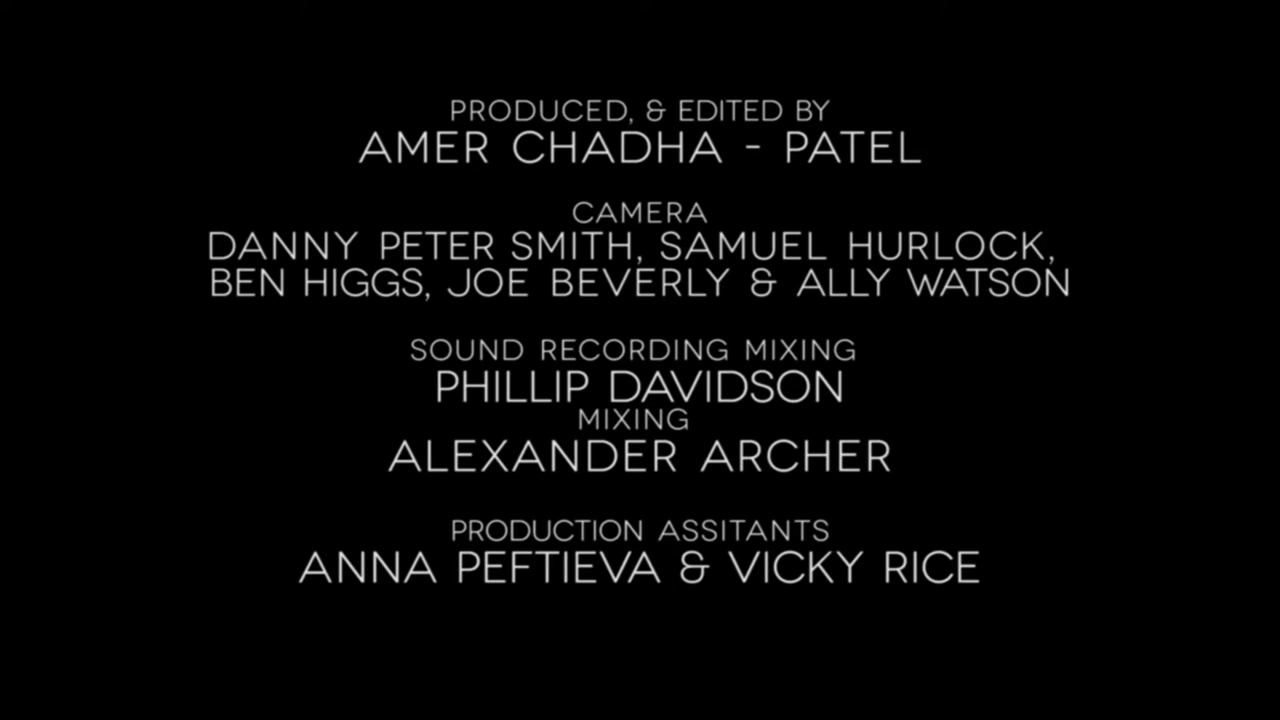 PRODUCED, & EDITED BY
AMER CHADHA - PATEL
CAMERA
DANNY PETER SMITH, SAMUEL HURLOCK,
BEN HIGGS, JOE BEVERLY & ALLY WATSON
SOUND RECORDING MIXING
PHILLIP DAVIDSON
MIXING
ALEXANDER ARCHER
PRODUCTION ASSITANTS
ANNA PEFTIEVA & VICKY RICE